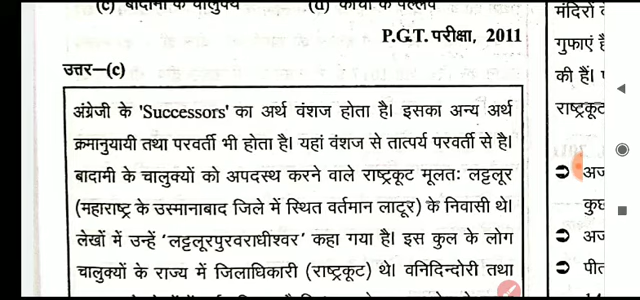 (c) बादामी के चालुक्य (d) कांची के पल्लव
P.G.T. परीक्षा, 2011
उत्तर–(c)
अंग्रेजी के 'Successors' का अर्थ वंशज होता है। इसका अन्य अर्थ
क्रमानुयायी तथा परवर्ती भी होता है। यहां वंशज से तात्पर्य परवर्ती से है।
बादामी के चालुक्यों को अपदस्थ करने वाले राष्ट्रकूट मूलतः लट्टलूर
(महाराष्ट्र के उस्मानाबाद जिले में स्थित वर्तमान लाटूर) के निवासी थे।
लेखों में उन्हें 'लट्टलूरपुरवराधीश्वर' कहा गया है। इस कुल के लोग
चालुक्यों के राज्य में जिलाधिकारी (राष्ट्रकूट) थे। वनिदिन्दोरी तथा
मंदिरों
गुफाएं
की हैं।
राष्ट्रकूट